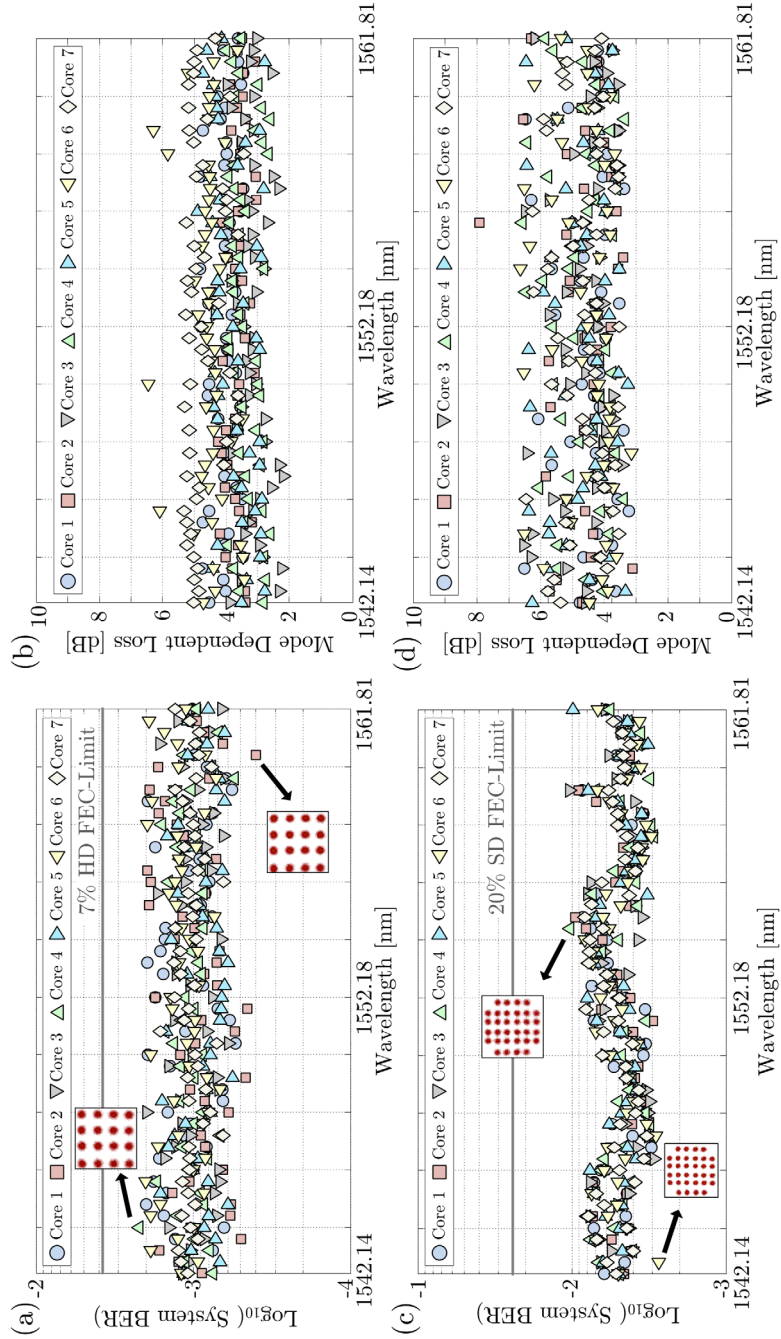 (a)
Core 1 Core 2 Core 3 Core 4 Core 5 Core 6 Core 7
7% HD FEC-Limit
Log₁₀(System BER)
-2
-3
-4
1542.14 1552.18 1561.81
Wavelength [nm]
(b)
Core 1 Core 2 Core 3 Core 4 Core 5 Core 6 Core 7
Mode Dependent Loss [dB]
10
8
6
4
2
0
1542.14 1552.18 1561.81
Wavelength [nm]
(c)
Core 1 Core 2 Core 3 Core 4 Core 5 Core 6 Core 7
20% SD FEC-Limit
Log₁₀(System BER)
-1
-2
-3
1542.14 1552.18 1561.81
Wavelength [nm]
(d)
Core 1 Core 2 Core 3 Core 4 Core 5 Core 6 Core 7
Mode Dependent Loss [dB]
10
8
6
4
2
0
1542.14 1552.18 1561.81
Wavelength [nm]